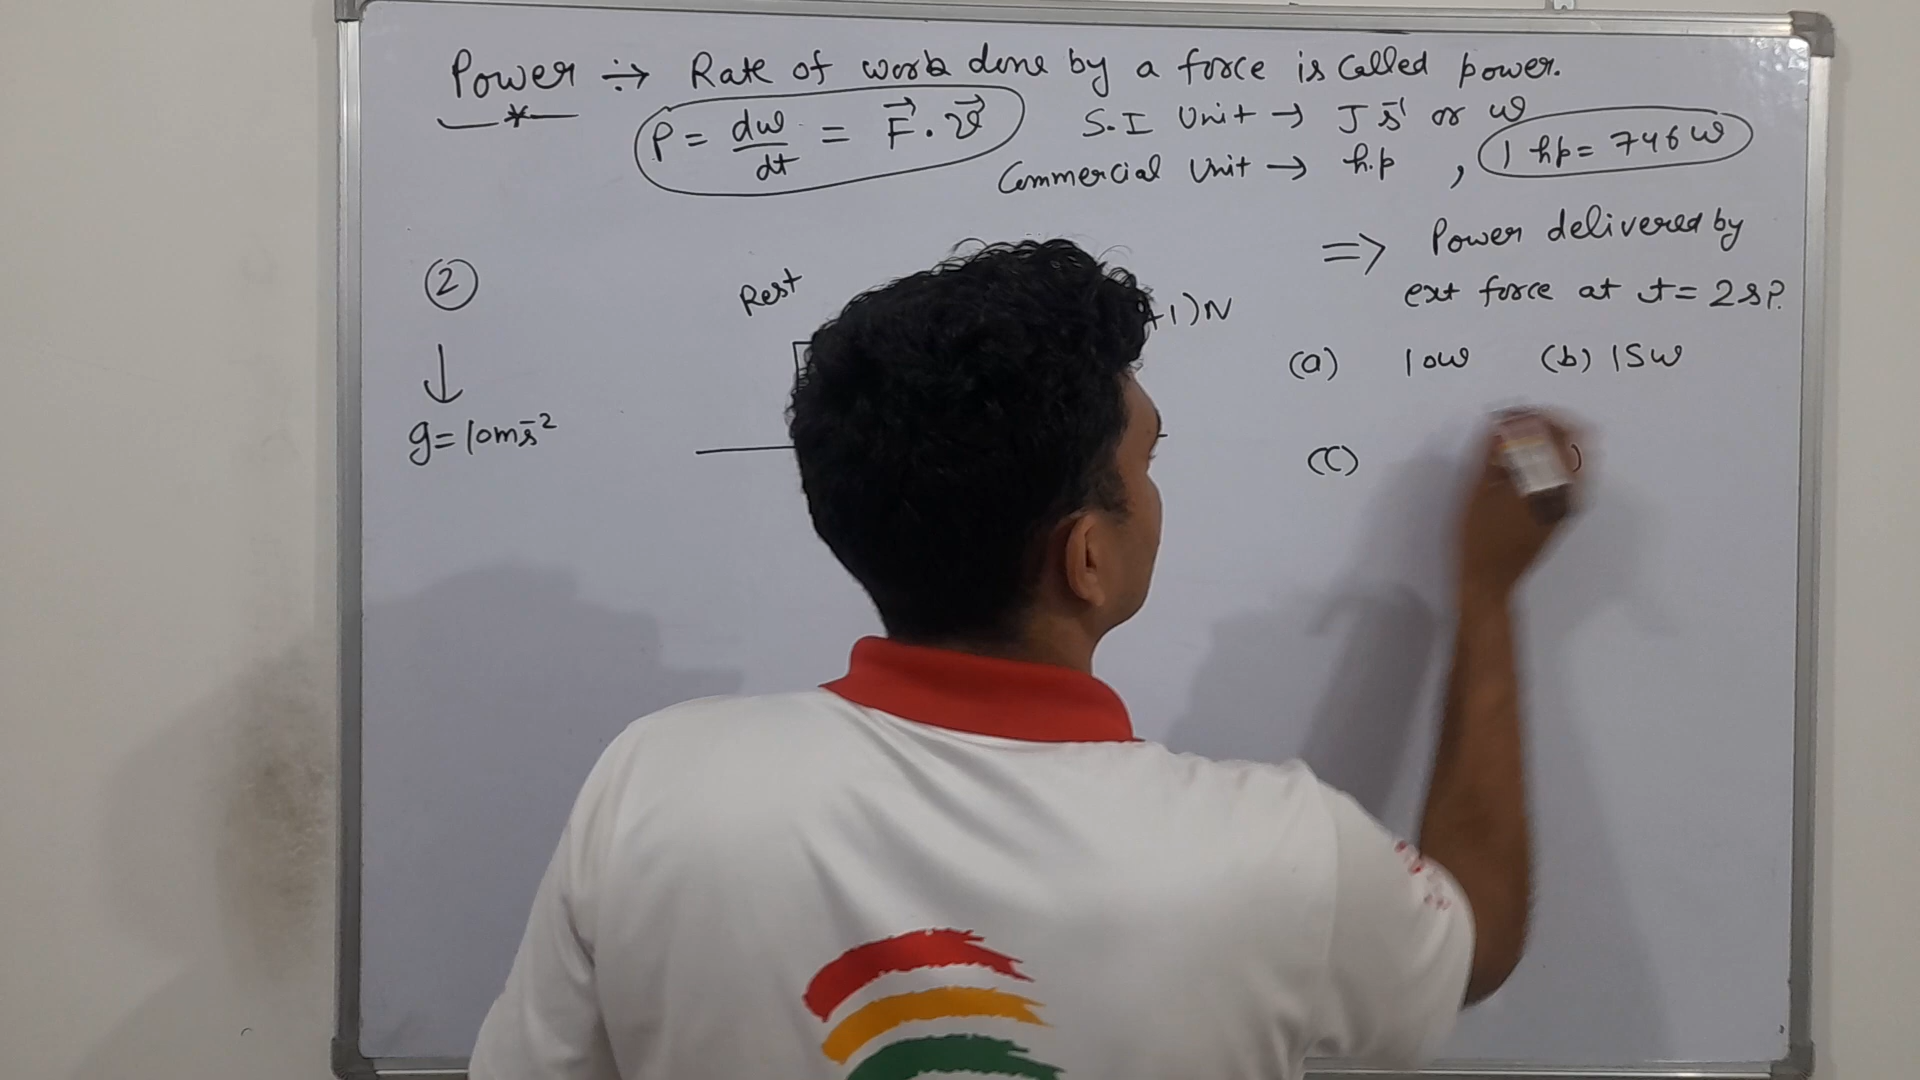 Power ÷→ Rate of work done by a force is called power.
P = dw/dt = F⃗ . v⃗
S.I Unit → J s⁻¹ or w
Commercial Unit → h.p , 1 hp = 746 w
⇒ Power delivered by
ext force at t = 2s ?
②
Rest
+1)N
(a) 10w (b) 15w
↓
g = 10ms⁻²
(c) )